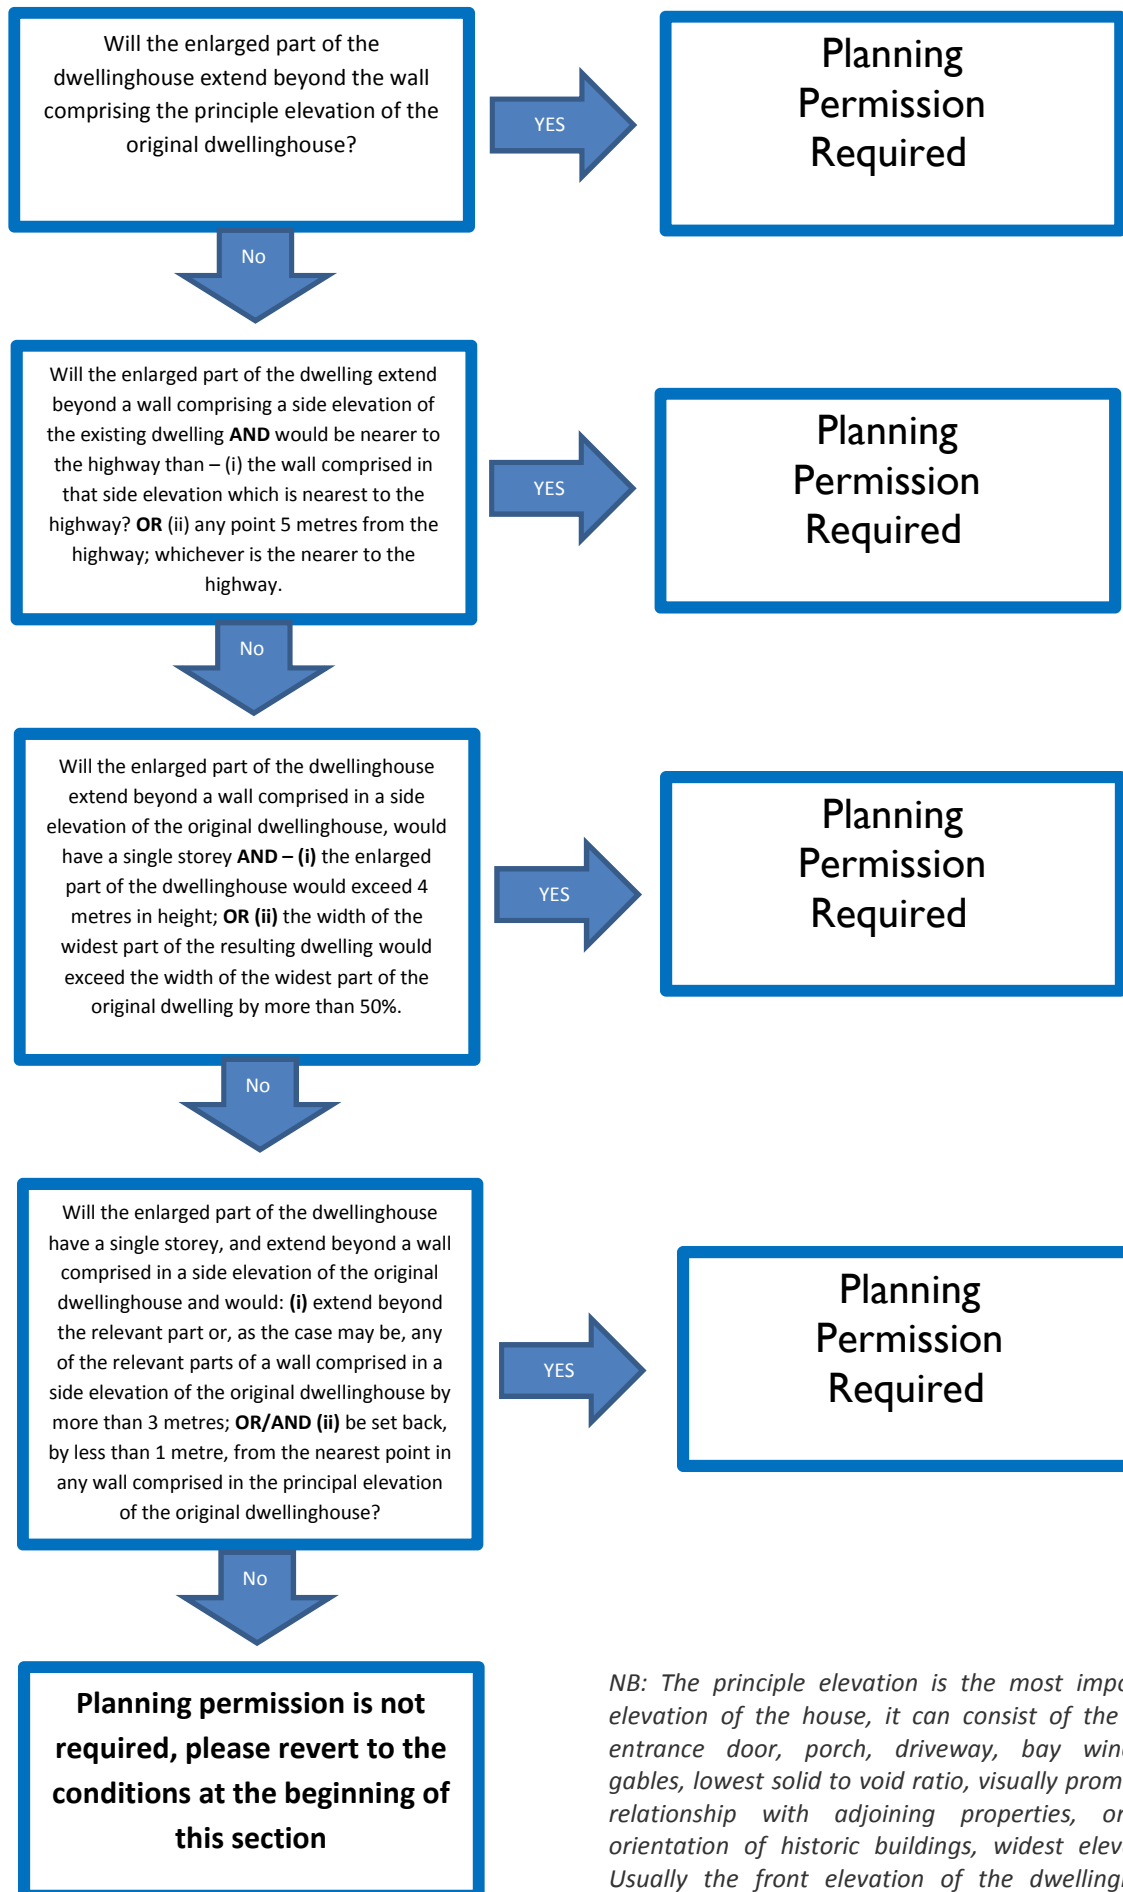 Will the enlarged part of the
dwellinghouse extend beyond the wall
comprising the principle elevation of the
original dwellinghouse?
YES
Planning
Permission
Required
No
Will the enlarged part of the dwelling extend
beyond a wall comprising a side elevation of
the existing dwelling AND would be nearer to
the highway than – (i) the wall comprised in
that side elevation which is nearest to the
highway? OR (ii) any point 5 metres from the
highway; whichever is the nearer to the
highway.
YES
Planning
Permission
Required
No
Will the enlarged part of the dwellinghouse
extend beyond a wall comprised in a side
elevation of the original dwellinghouse, would
have a single storey AND – (i) the enlarged
part of the dwellinghouse would exceed 4
metres in height; OR (ii) the width of the
widest part of the resulting dwelling would
exceed the width of the widest part of the
original dwelling by more than 50%.
YES
Planning
Permission
Required
No
Will the enlarged part of the dwellinghouse
have a single storey, and extend beyond a wall
comprised in a side elevation of the original
dwellinghouse and would: (i) extend beyond
the relevant part or, as the case may be, any
of the relevant parts of a wall comprised in a
side elevation of the original dwellinghouse by
more than 3 metres; OR/AND (ii) be set back,
by less than 1 metre, from the nearest point in
any wall comprised in the principal elevation
of the original dwellinghouse?
YES
Planning
Permission
Required
No
Planning permission is not
required, please revert to the
conditions at the beginning of
this section
NB: The principle elevation is the most
elevation of the house, it can consist of the
entrance door, porch, driveway, bay
gables, lowest solid to void ratio, visually
relationship with adjoining properties,
orientation of historic buildings, widest
Usually the front elevation of the